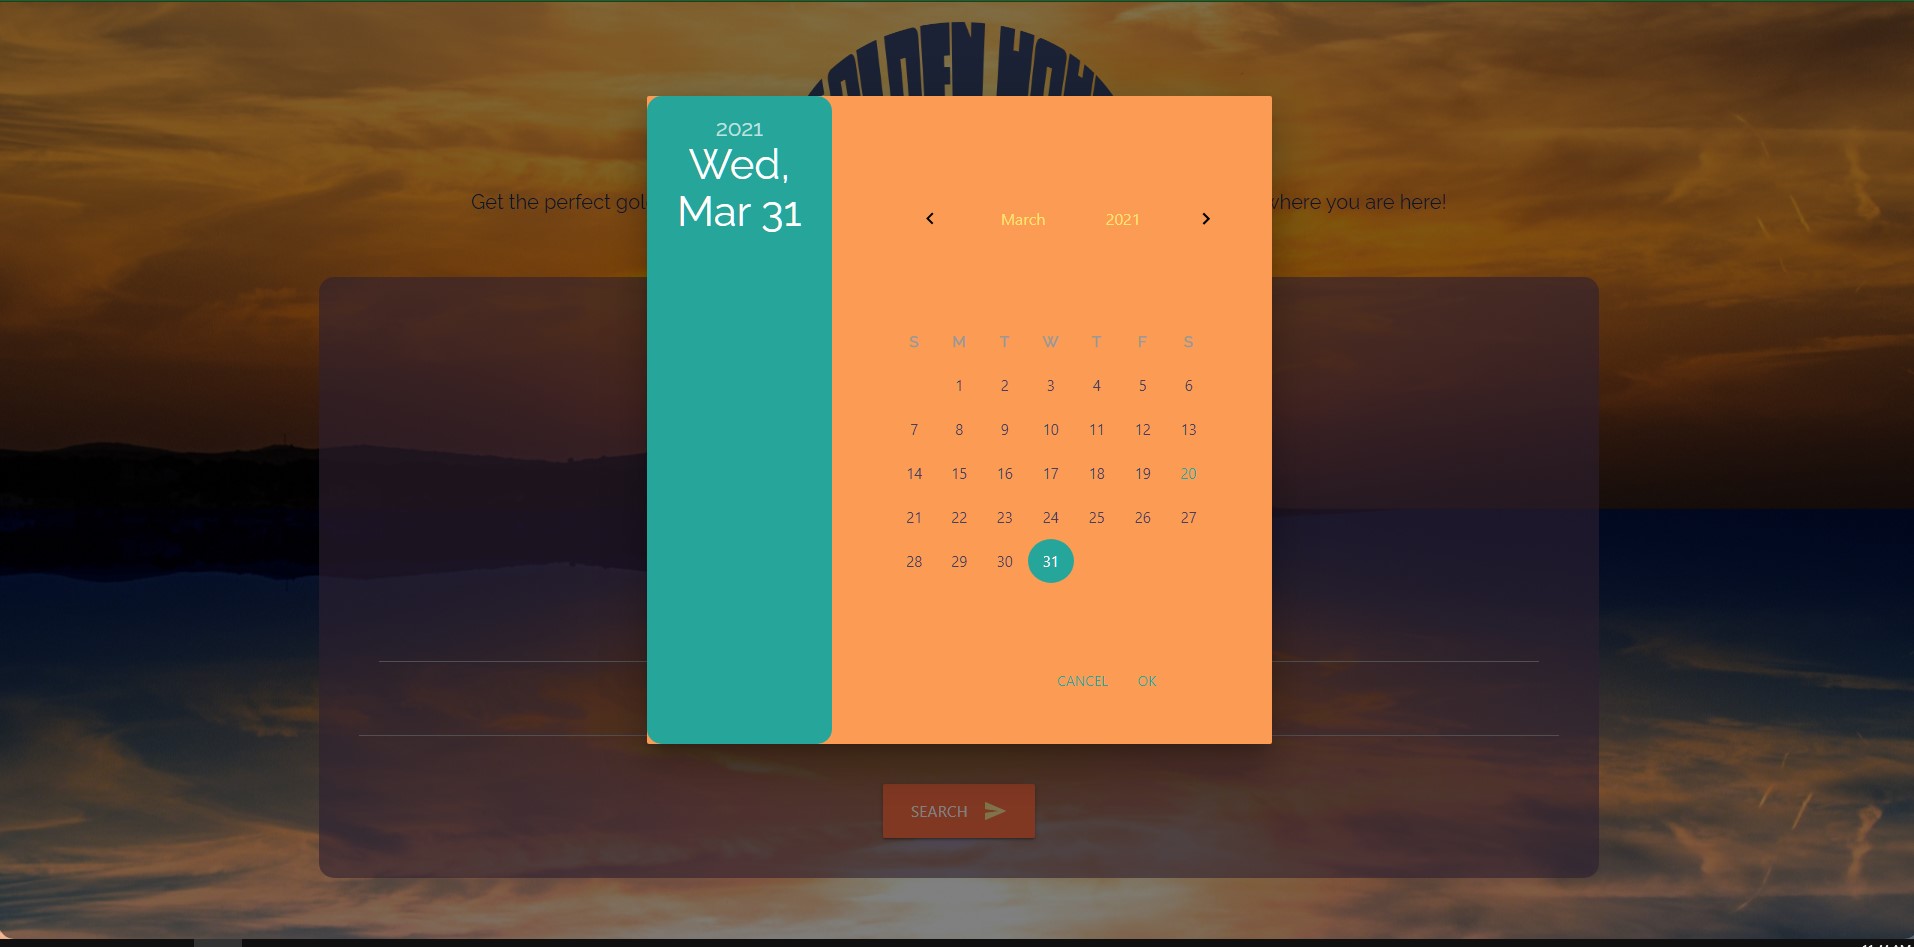 GOLDEN HOUR
Get the perfect gol
where you are here!
2021
Wed,
Mar 31
March 2021
S M T W T F S
1 2 3 4 5 6
7 8 9 10 11 12 13
14 15 16 17 18 19 20
21 22 23 24 25 26 27
28 29 30 31
CANCEL OK
SEARCH